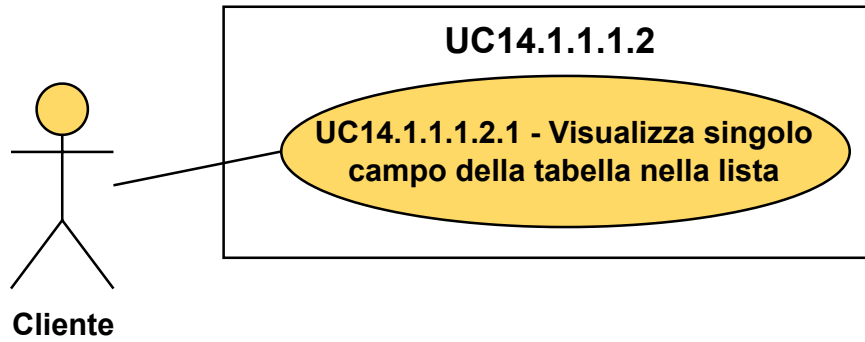 UC14.1.1.1.2
UC14.1.1.1.2.1 - Visualizza singolo
campo della tabella nella lista
Cliente